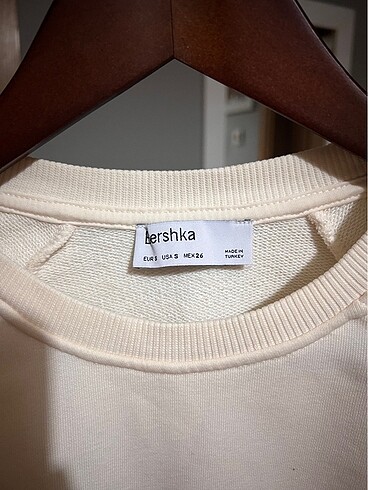 Bershka
EUR S USA S MEX 26
MADE IN
TURKEY